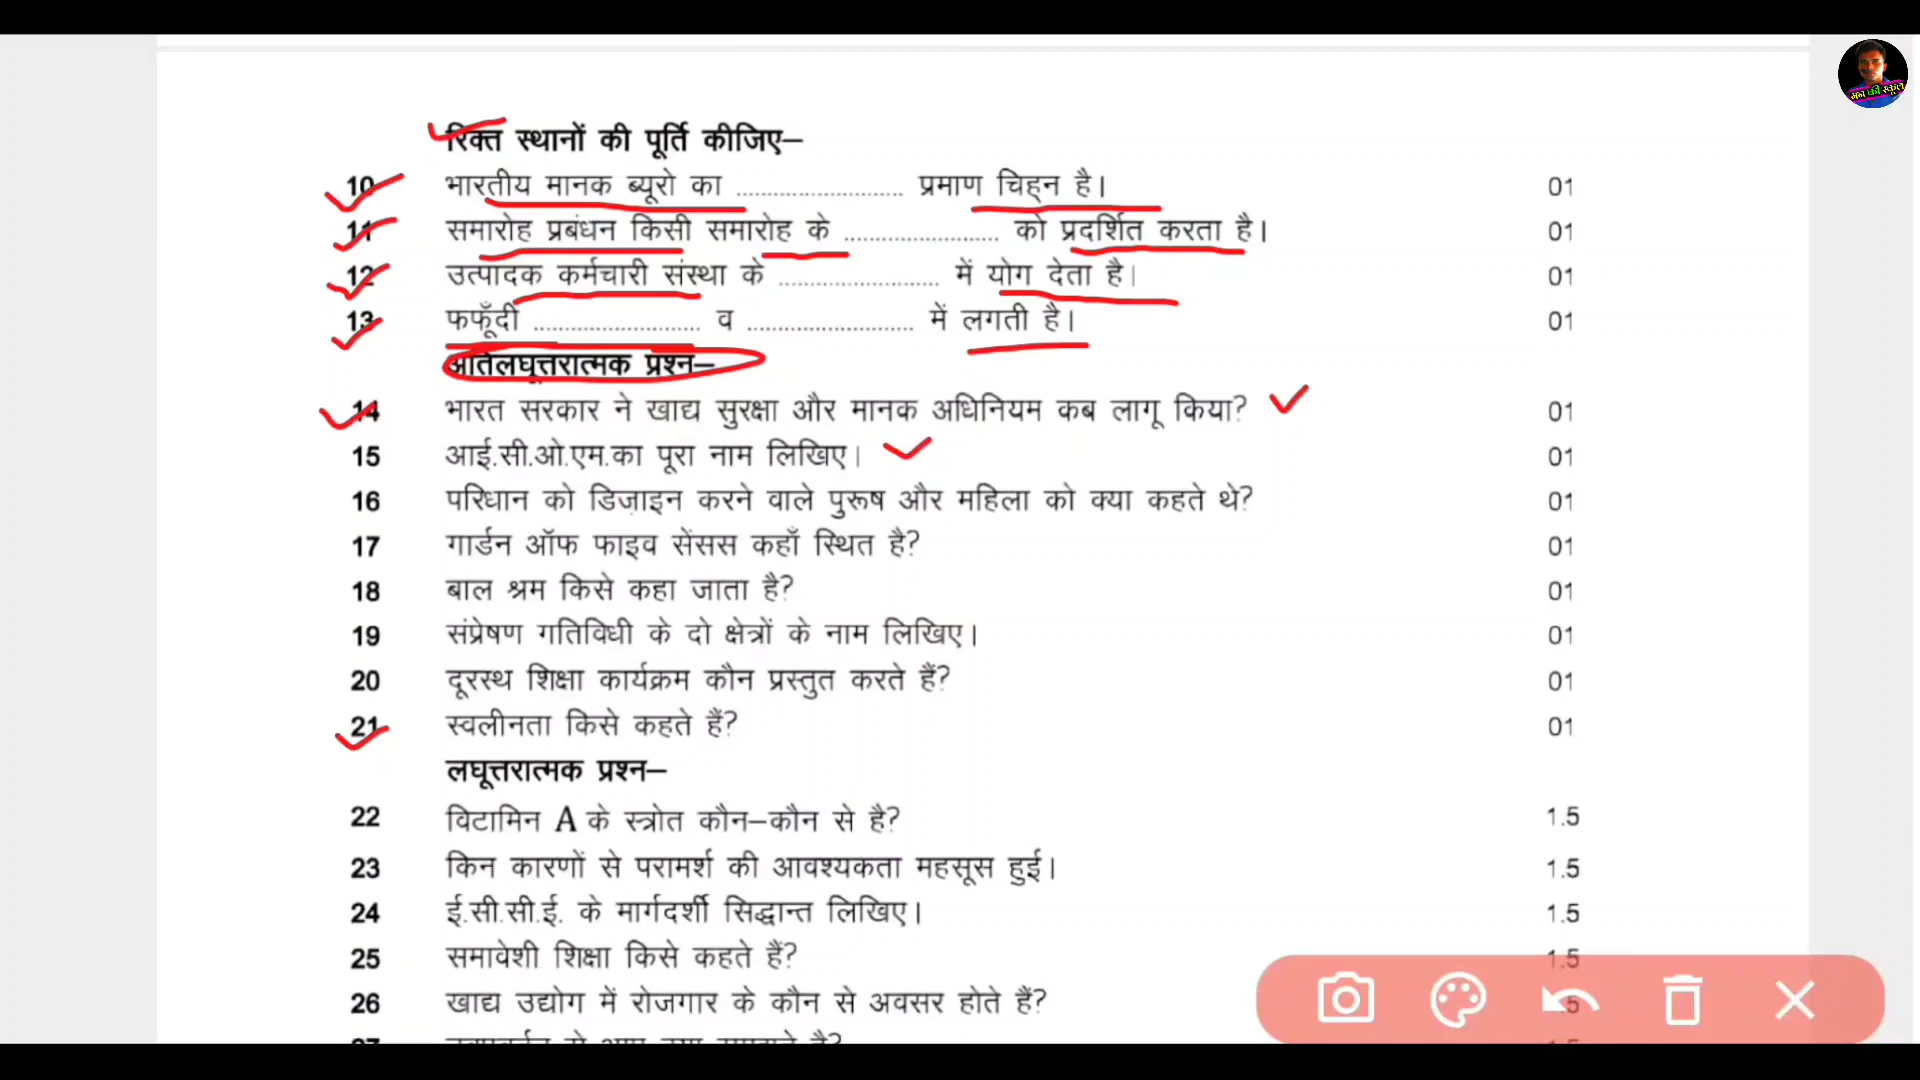 मन की स्कूल
रिक्त स्थानों की पूर्ति कीजिए–
10 भारतीय मानक ब्यूरो का ........................ प्रमाण चिह्न है। 01
11 समारोह प्रबंधन किसी समारोह के ...................... को प्रदर्शित करता है। 01
12 उत्पादक कर्मचारी संस्था के ....................... में योग देता है। 01
13 फफूँदी ........................ व ........................ में लगती है। 01
अतिलघूत्तरात्मक प्रश्न–
14 भारत सरकार ने खाद्य सुरक्षा और मानक अधिनियम कब लागू किया? 01
15 आई.सी.ओ.एम.का पूरा नाम लिखिए। 01
16 परिधान को डिज़ाइन करने वाले पुरूष और महिला को क्या कहते थे? 01
17 गार्डन ऑफ फाइव सेंसस कहाँ स्थित है? 01
18 बाल श्रम किसे कहा जाता है? 01
19 संप्रेषण गतिविधी के दो क्षेत्रों के नाम लिखिए। 01
20 दूरस्थ शिक्षा कार्यक्रम कौन प्रस्तुत करते हैं? 01
21 स्वलीनता किसे कहते हैं? 01
लघूत्तरात्मक प्रश्न–
22 विटामिन A के स्त्रोत कौन–कौन से है? 1.5
23 किन कारणों से परामर्श की आवश्यकता महसूस हुई। 1.5
24 ई.सी.सी.ई. के मार्गदर्शी सिद्धान्त लिखिए। 1.5
25 समावेशी शिक्षा किसे कहते हैं? 1.5
26 खाद्य उद्योग में रोजगार के कौन से अवसर होते हैं?